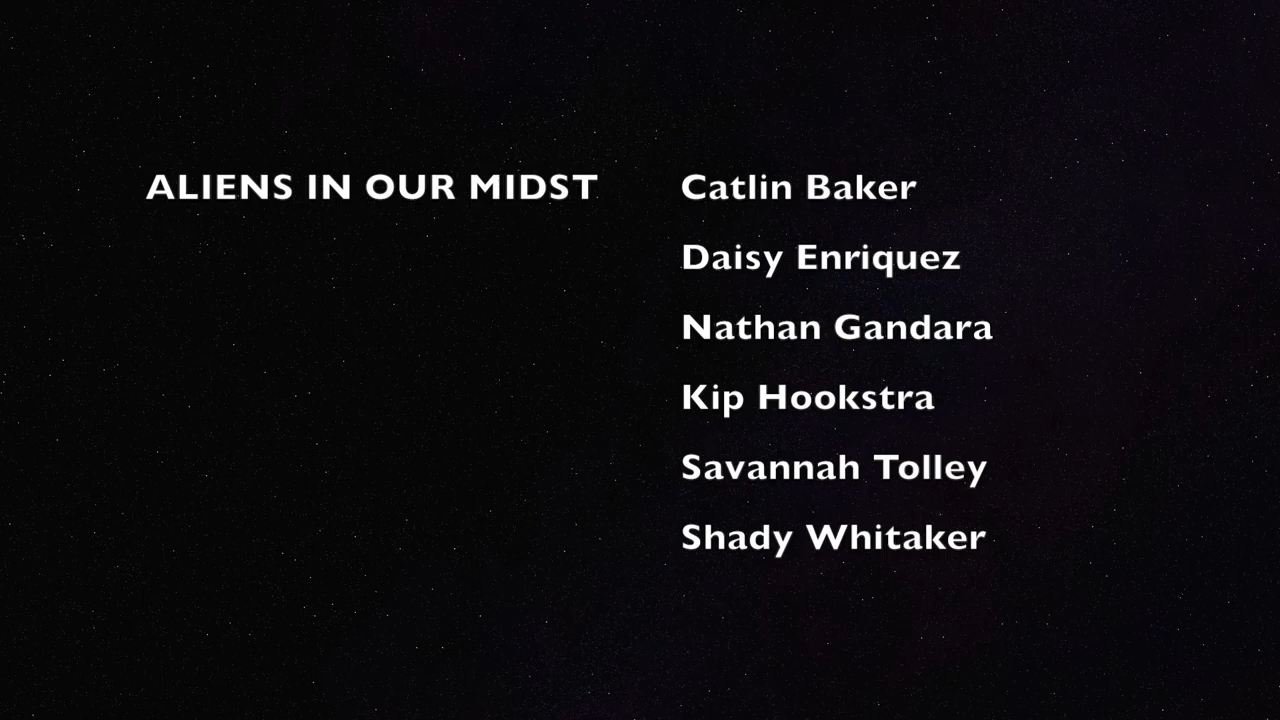 ALIENS IN OUR MIDST
Catlin Baker
Daisy Enriquez
Nathan Gandara
Kip Hookstra
Savannah Tolley
Shady Whitaker